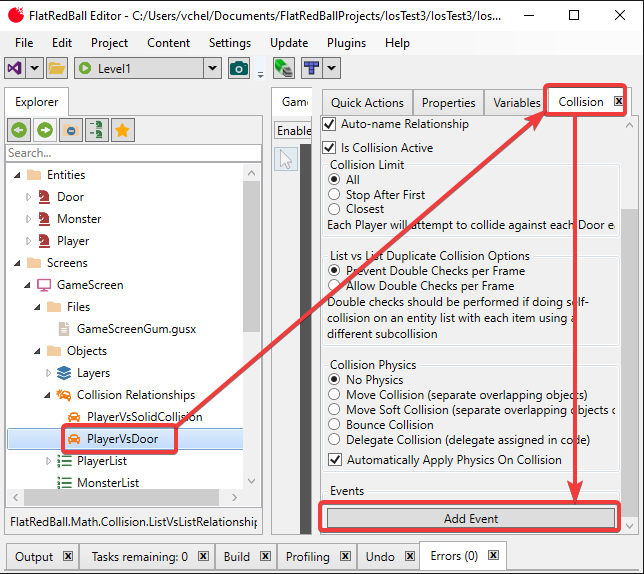 FlatRedBall Editor - C:/Users/vchel/Documents/FlatRedBallProjects/IosTest3/IosTest3/Ios
File Edit Project Content Settings Update Plugins Help
Level1
Explorer
Search...
Entities
Door
Monster
Player
Screens
GameScreen
Files
GameScreenGum.gusx
Objects
Layers
Collision Relationships
PlayerVsSolidCollision
PlayerVsDoor
PlayerList
MonsterList
FlatRedBall.Math.Collision.ListVsListRelationship
Game
Enable
Quick Actions Properties Variables Collision
Auto-name Relationship
Is Collision Active
Collision Limit
All
Stop After First
Closest
Each Player will attempt to collide against each Door ea
List vs List Duplicate Collision Options
Prevent Double Checks per Frame
Allow Double Checks per Frame
Double checks should be performed if doing self-
collision on an entity list with each item using a
different subcollision
Collision Physics
No Physics
Move Collision (separate overlapping objects)
Move Soft Collision (separate overlapping objects o
Bounce Collision
Delegate Collision (delegate assigned in code)
Automatically Apply Physics On Collision
Events
Add Event
Output Tasks remaining: 0 Build Profiling Undo Errors (0)